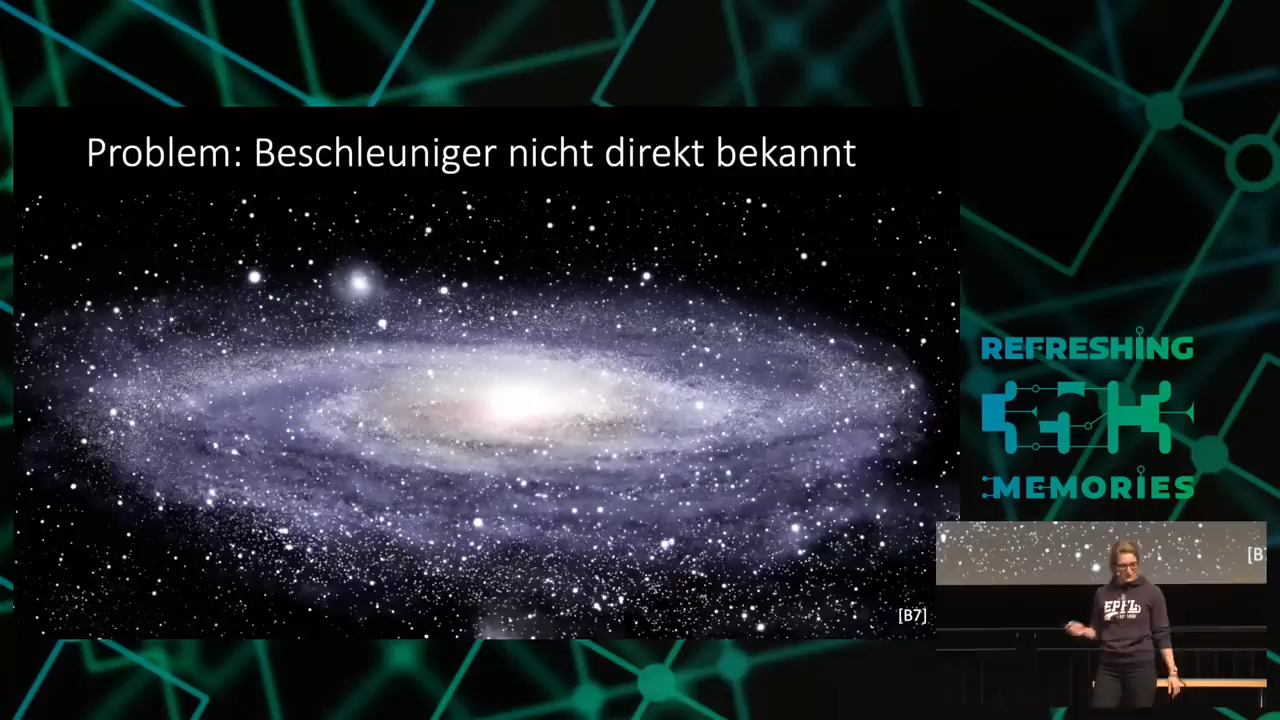 Problem: Beschleuniger nicht direkt bekannt
[B7]
REFRESHING
MEMORIES
[B
EPFL